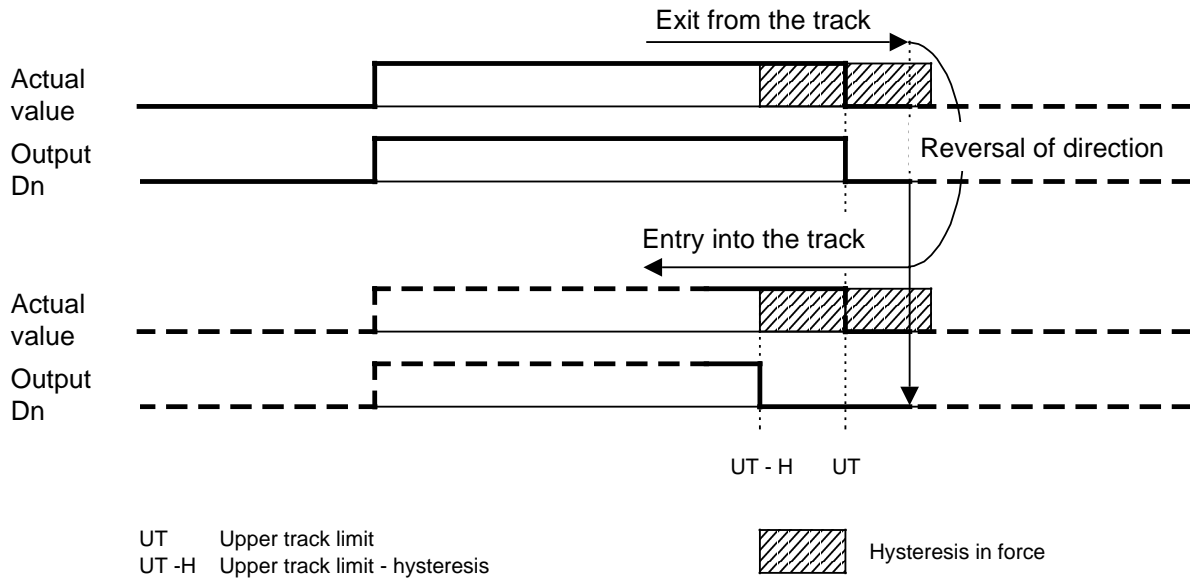 Exit from the track
Actual
value
Output
Dn
Reversal of direction
Entry into the track
Actual
value
Output
Dn
UT - H UT
UT Upper track limit
UT -H Upper track limit - hysteresis
Hysteresis in force